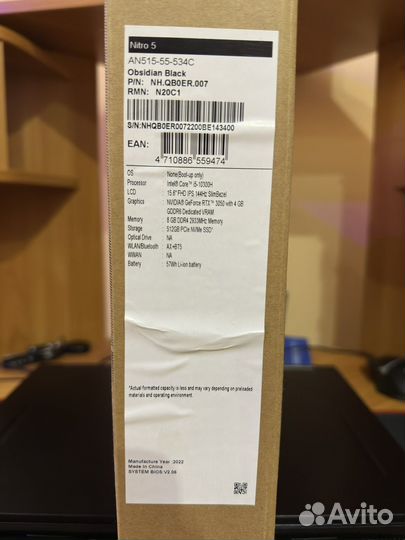 Nitro 5
AN515-55-534C
Obsidian Black
P/N: NH.QB0ER.007
RMN: N20C1
S/N:NHQB0ER0072200BE143400
EAN:
4 710886 559474
OS : None(Boot-up only)
Processor : Intel® Core™ i5-10300H
LCD : 15.6" FHD IPS 144Hz SlimBezel
Graphics : NVIDIA® GeForce RTX™ 3050 with 4 GB
GDDR6 Dedicated VRAM
Memory : 8 GB DDR4 2933MHz Memory
Storage : 512GB PCIe NVMe SSD*
Optical Drive : NA
WLAN/Bluetooth : AX+BT5
WWAN : NA
Battery : 57Wh Li-ion battery
*Actual formatted capacity is less and may vary depending on preloaded
materials and operating environment.
Manufacture Year :2022
Made In China
SYSTEM BIOS V2.06
Avito